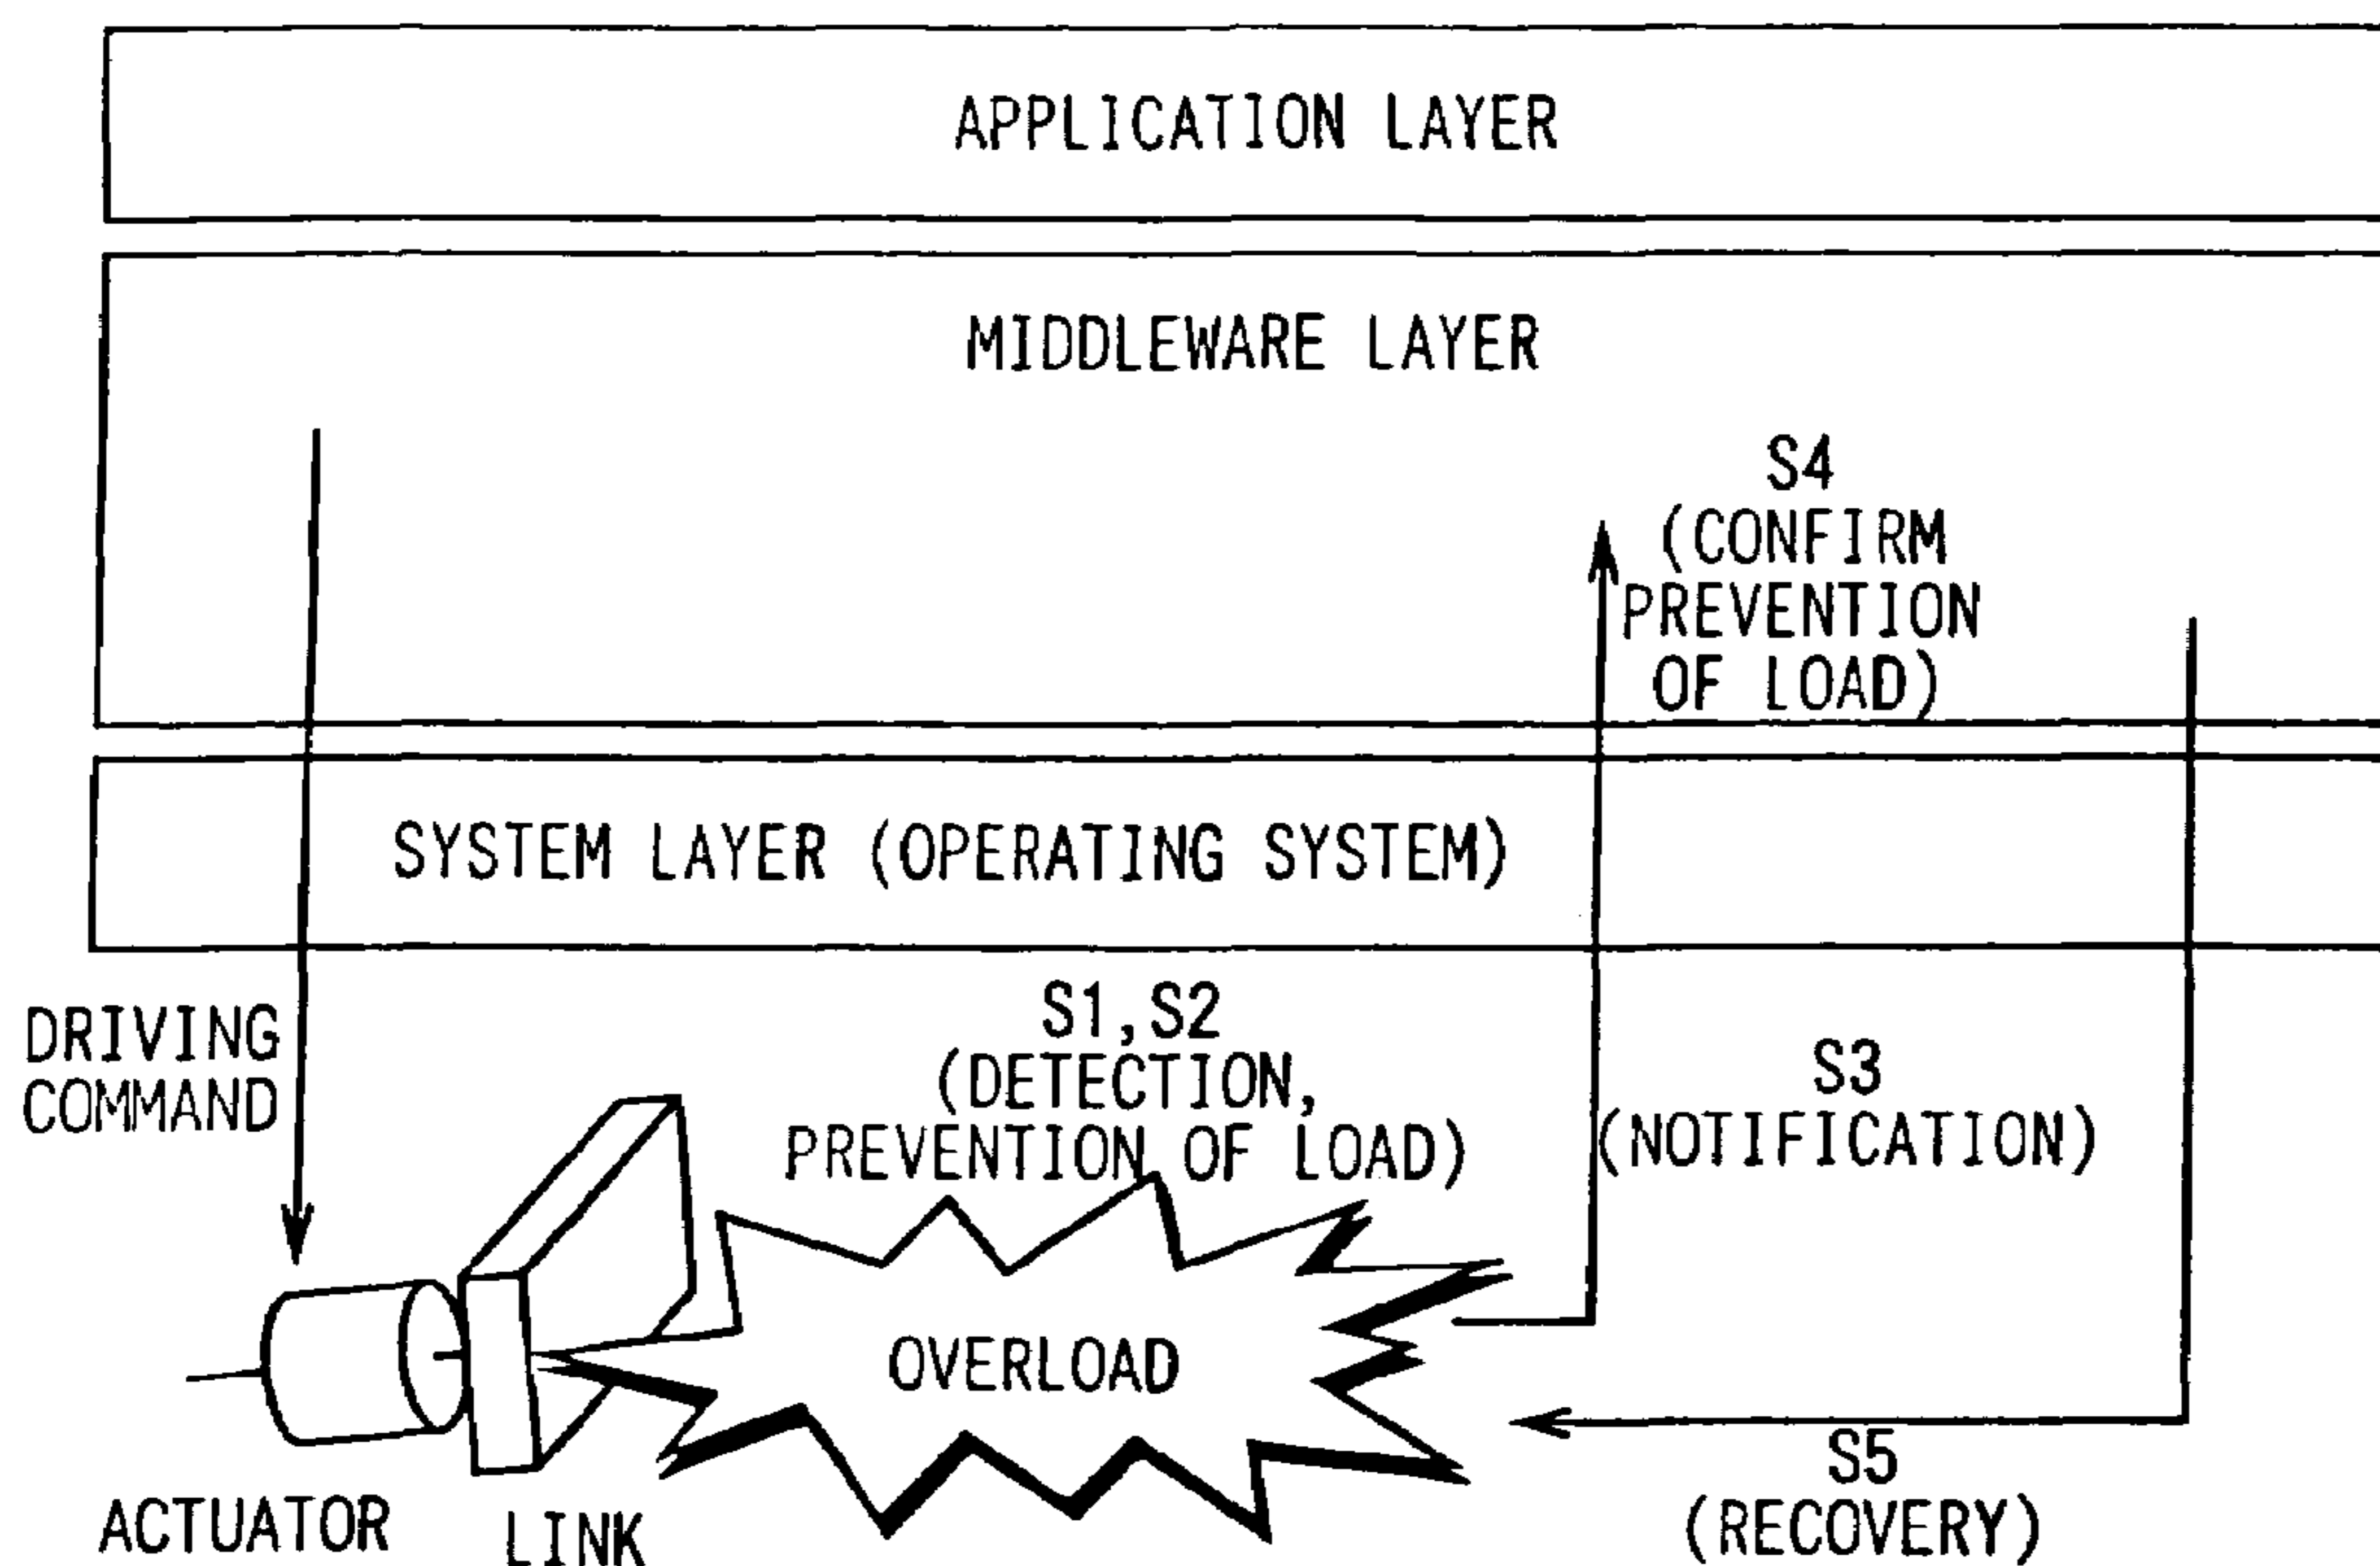 APPLICATION LAYER
MIDDLEWARE LAYER
S4
(CONFIRM
PREVENTION
OF LOAD)
SYSTEM LAYER (OPERATING SYSTEM)
DRIVING
COMMAND
S1,S2
(DETECTION,
PREVENTION OF LOAD)
S3
(NOTIFICATION)
OVERLOAD
S5
(RECOVERY)
ACTUATOR
LINK